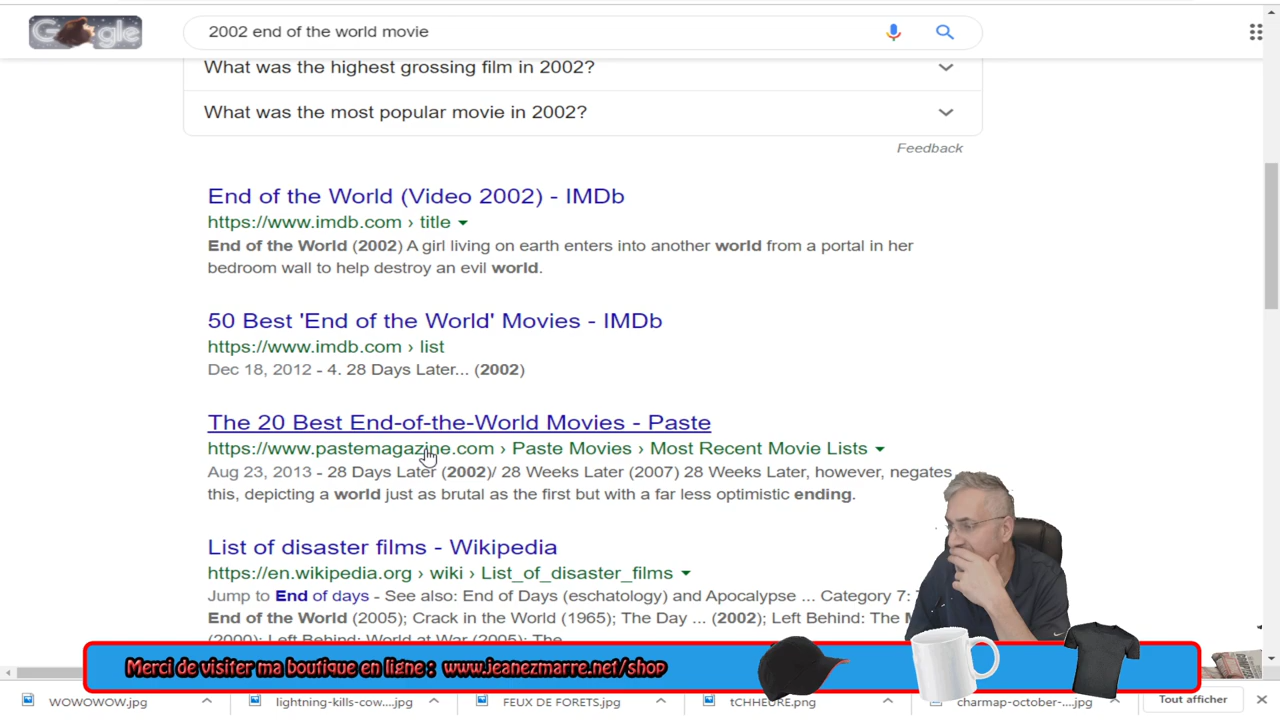 Google
2002 end of the world movie
What was the highest grossing film in 2002?
What was the most popular movie in 2002?
Feedback
End of the World (Video 2002) - IMDb
https://www.imdb.com › title
End of the World (2002) A girl living on earth enters into another world from a portal in her
bedroom wall to help destroy an evil world.
50 Best 'End of the World' Movies - IMDb
https://www.imdb.com › list
Dec 18, 2012 - 4. 28 Days Later... (2002)
The 20 Best End-of-the-World Movies - Paste
https://www.pastemagazine.com › Paste Movies › Most Recent Movie Lists
Aug 23, 2013 - 28 Days Later (2002)/ 28 Weeks Later (2007) 28 Weeks Later, however, negates
this, depicting a world just as brutal as the first but with a far less optimistic ending.
List of disaster films - Wikipedia
https://en.wikipedia.org › wiki › List_of_disaster_films
Jump to End of days - See also: End of Days (eschatology) and Apocalypse ... Category 7:
End of the World (2005); Crack in the World (1965); The Day ... (2002); Left Behind: The M
(2000); Left Behind: World at War (2005); The
Merci de visiter ma boutique en ligne : www.jeanezmarre.net/shop
WOWOWOW.jpg
lightning-kills-cow....jpg
FEUX DE FORETS.jpg
tCHHEURE.png
charmap-october-....jpg
Tout afficher